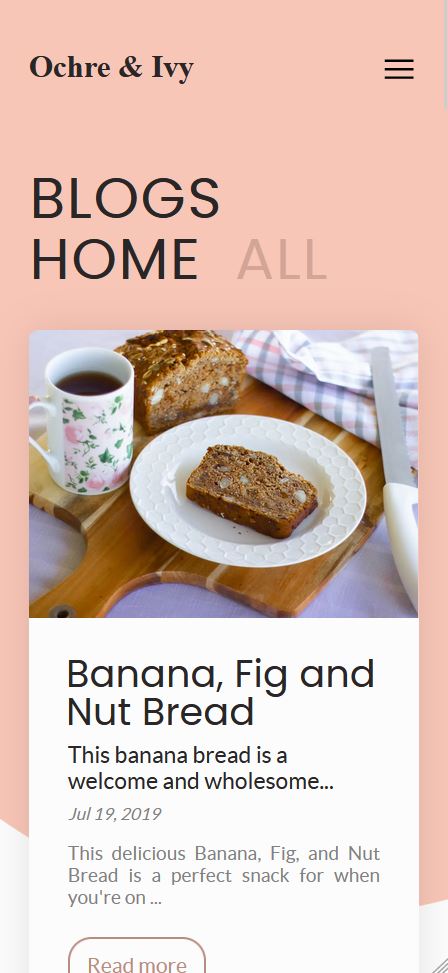 Ochre & Ivy
BLOGS
HOME ALL
Banana, Fig and
Nut Bread
This banana bread is a
welcome and wholesome...
Jul 19, 2019
This delicious Banana, Fig, and Nut
Bread is a perfect snack for when
you're on ...
Read more